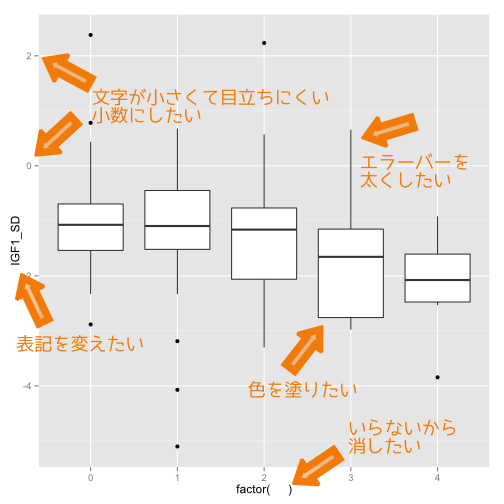 2
文字が小さくて目立ちにくい
小数にしたい
0
エラーバーを
太くしたい
IGF1_SD
-2
表記を変えたい
色を塗りたい
-4
いらないから
消したい
0 1 2 3 4
factor( )